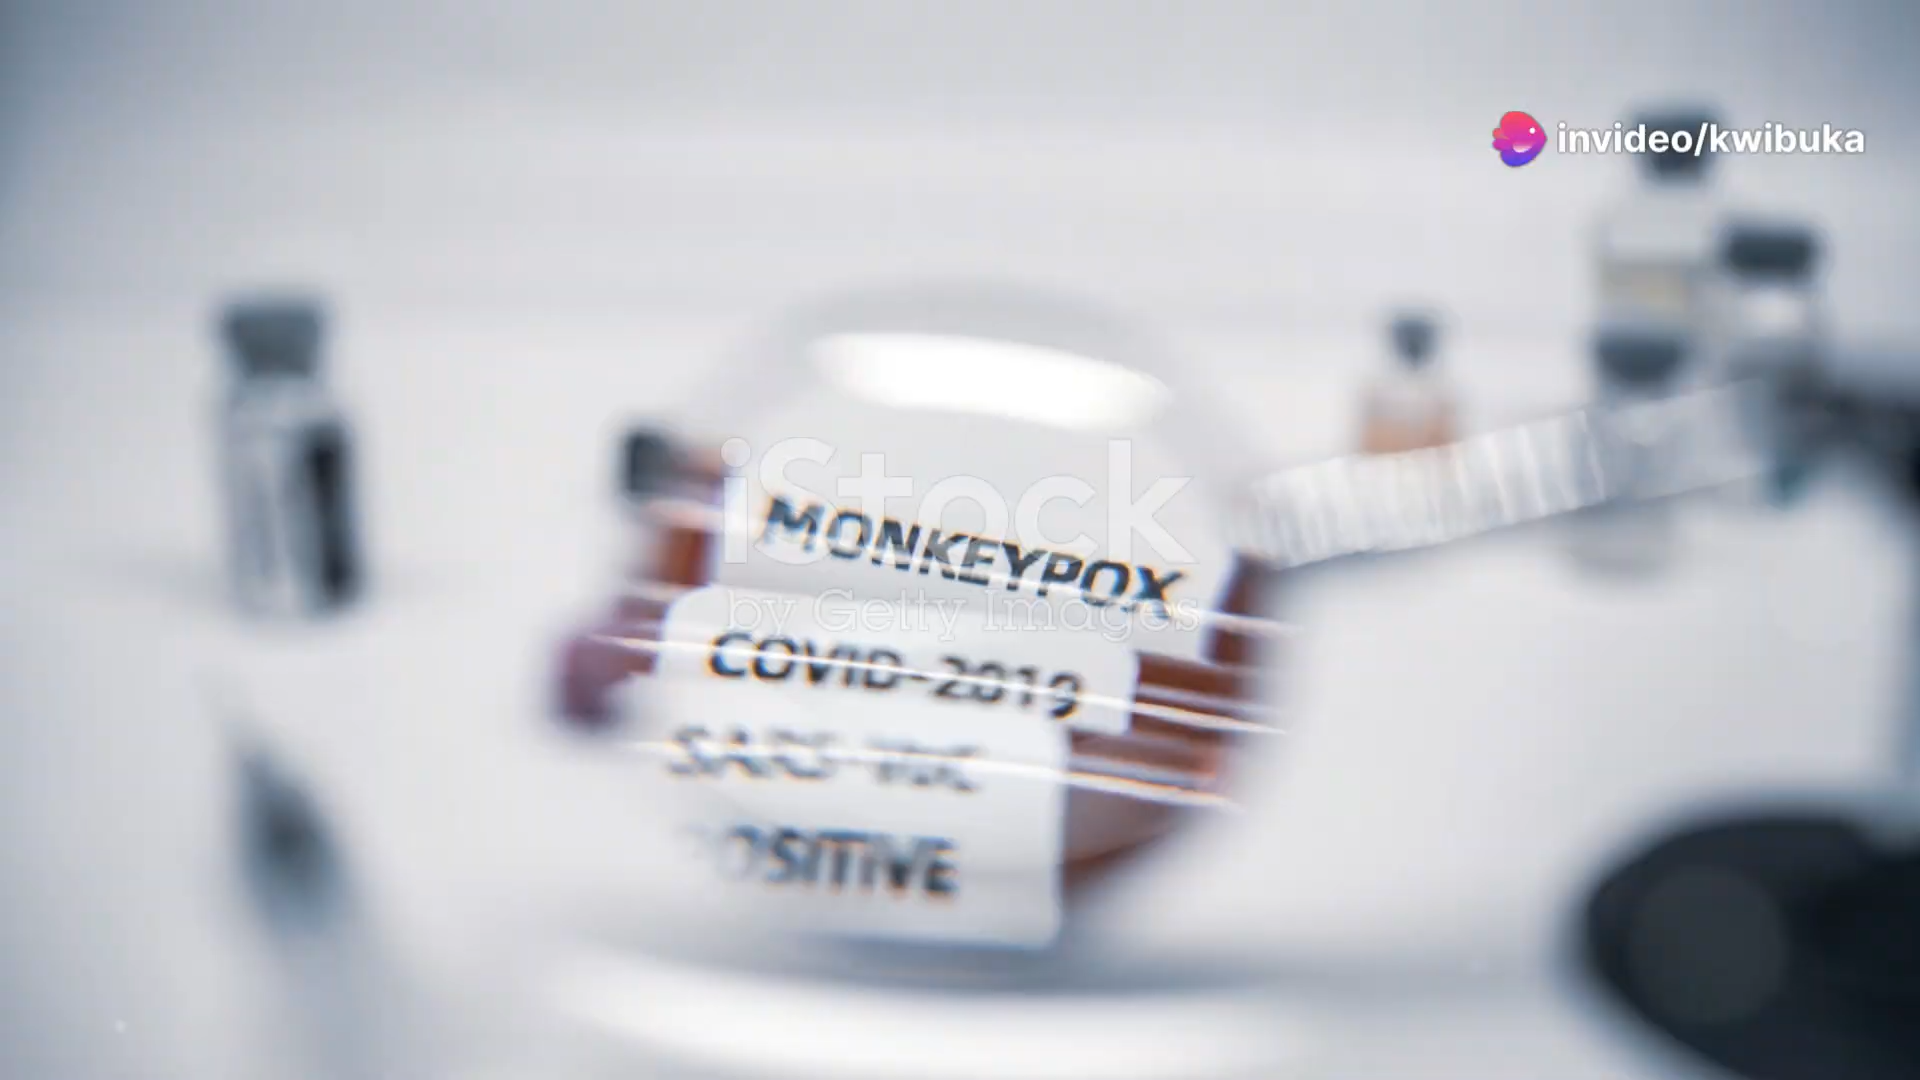 invideo/kwibuka
iStock
by Getty Images
MONKEYPOX
COVID-2019
OSITIVE